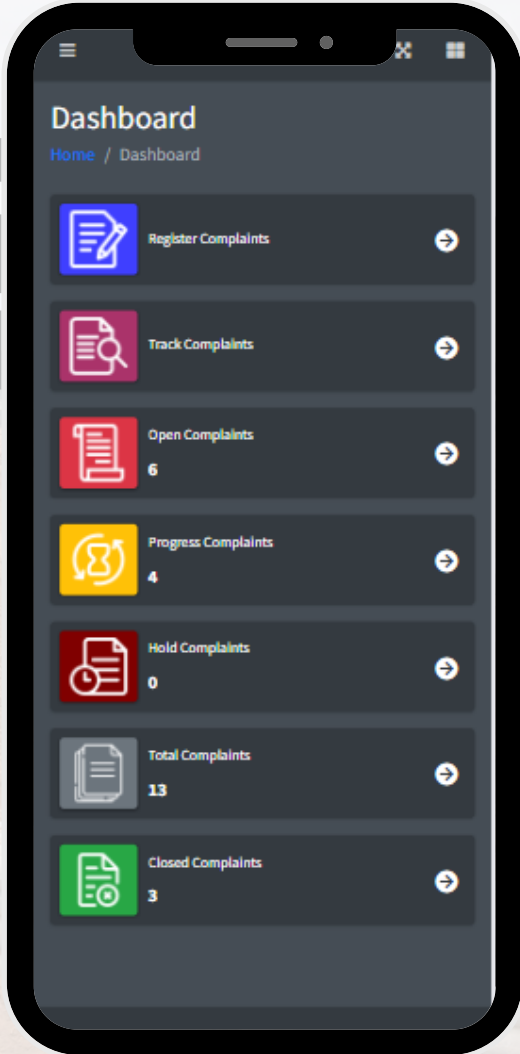 Dashboard
Home / Dashboard
Register Complaints
Track Complaints
Open Complaints
6
Progress Complaints
4
Hold Complaints
0
Total Complaints
13
Closed Complaints
3